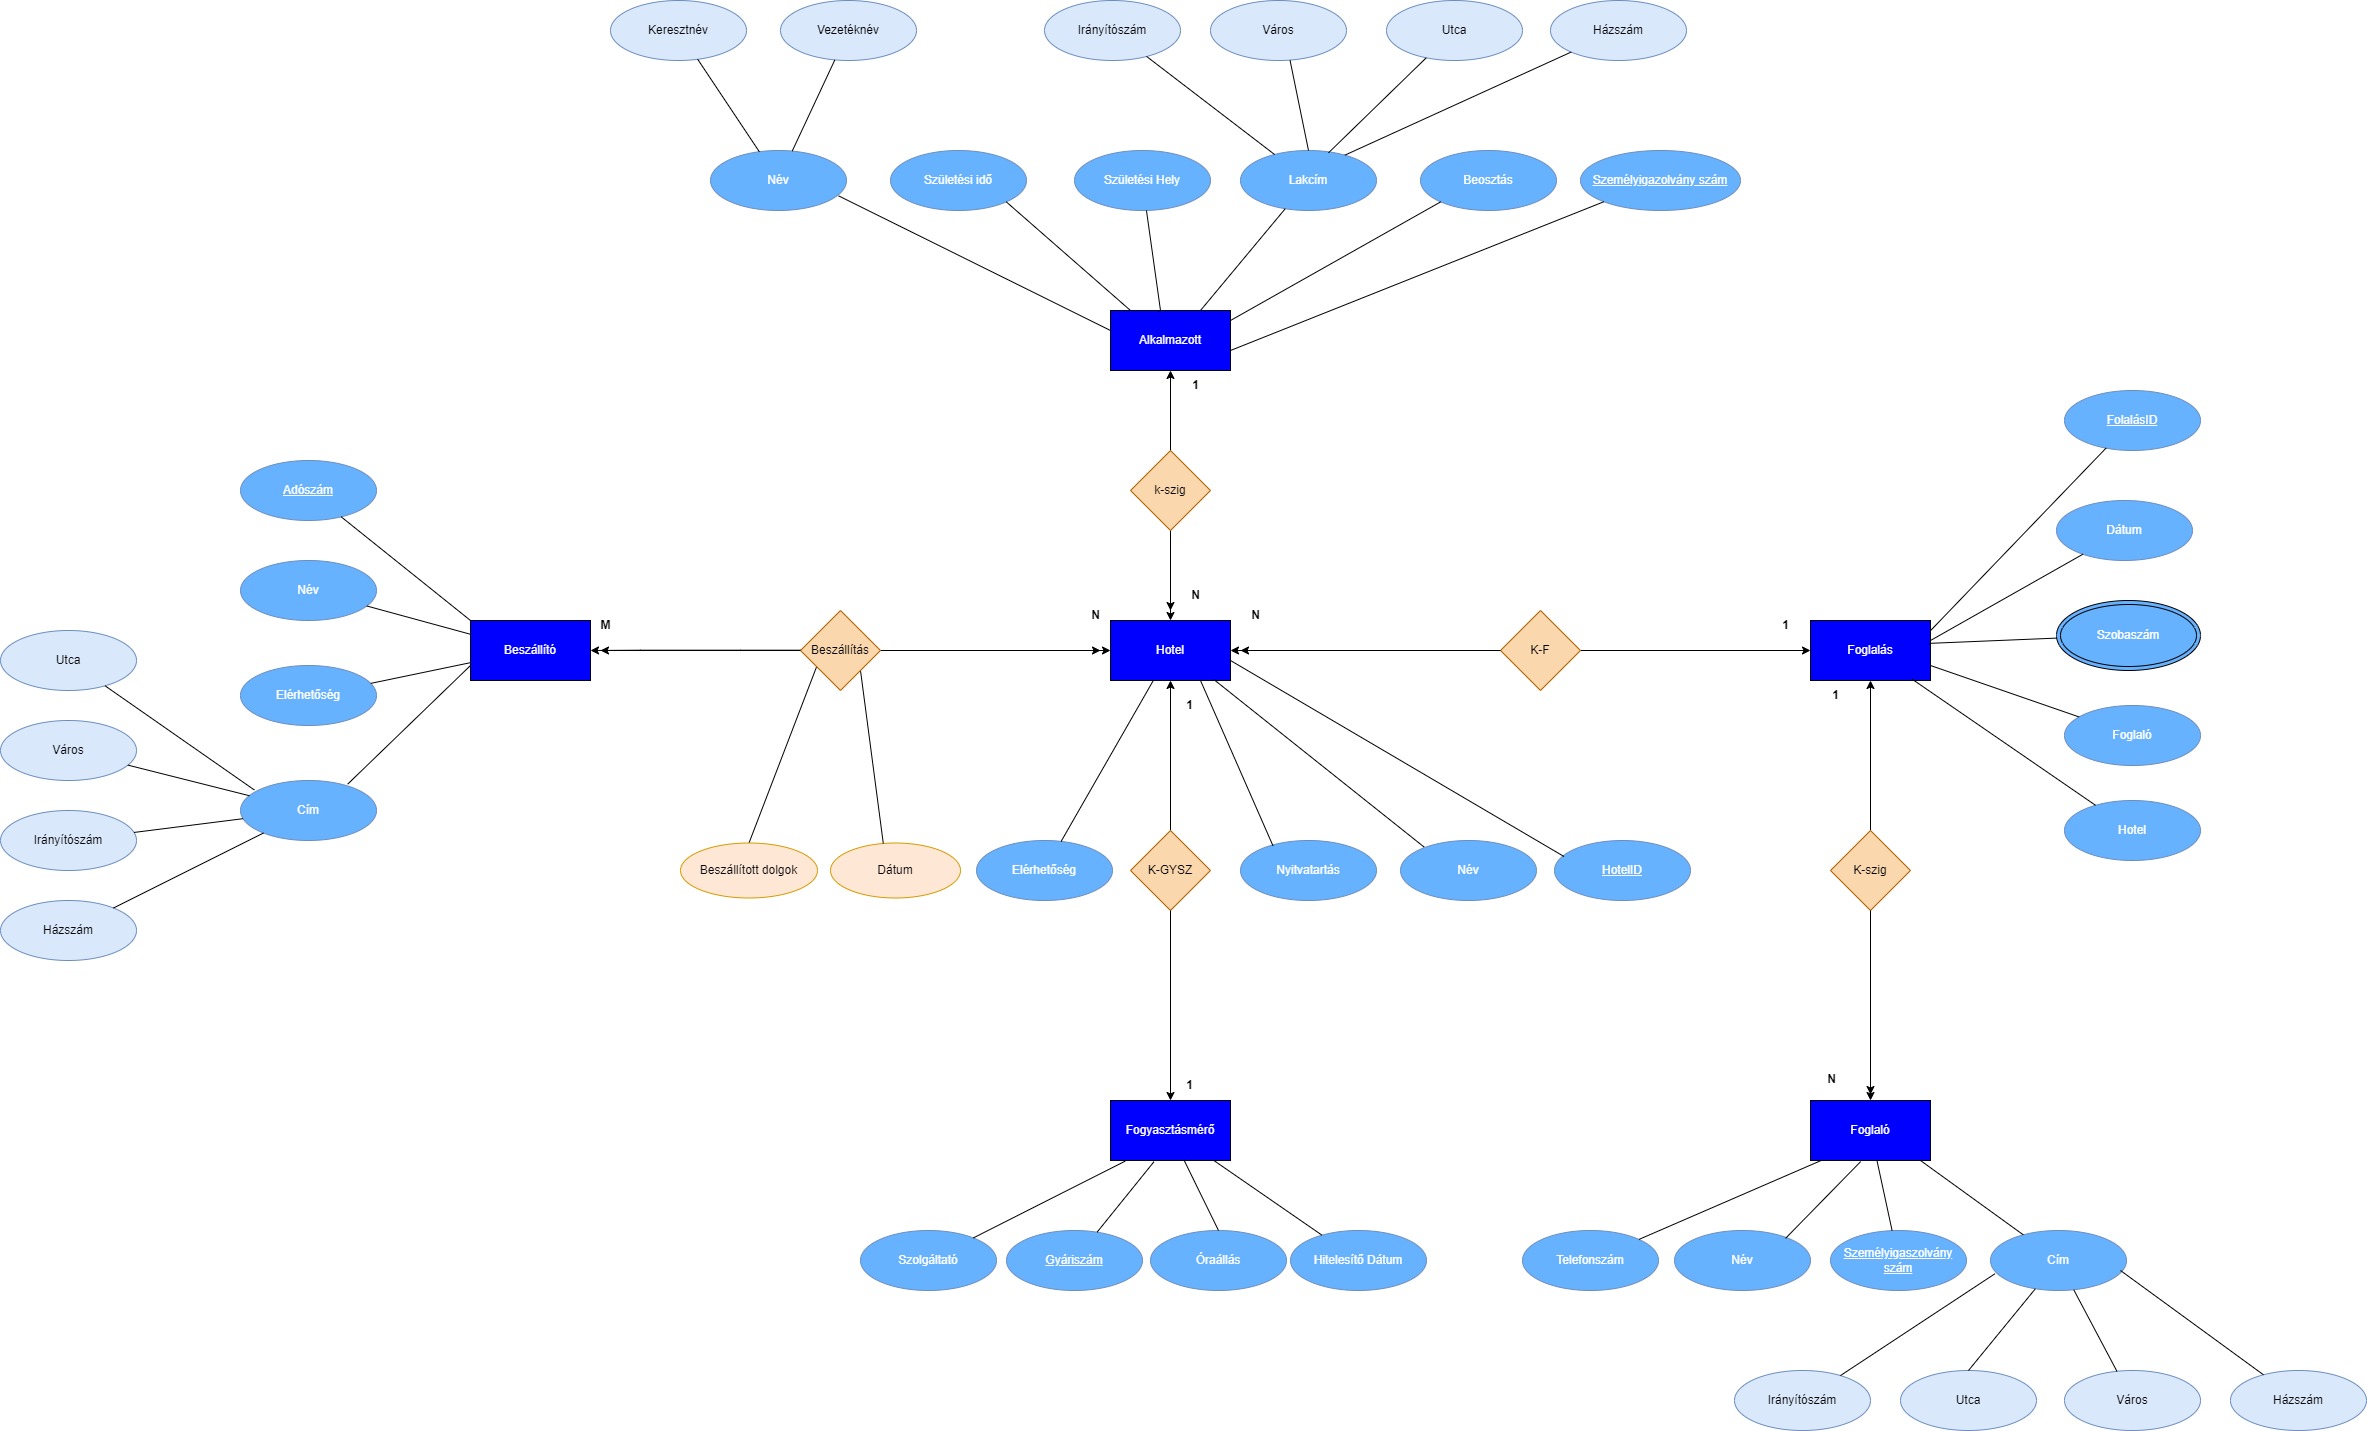 Keresztnév
Vezetéknév
Irányítószám
Város
Utca
Házszám
Név
Születési idő
Születési Hely
Lakcím
Beosztás
Személyigazolvány szám
Alkalmazott
1
k-szig
N
FolalásID
Dátum
Szobaszám
Foglaló
Hotel
Adószám
Név
Elérhetőség
Cím
Utca
Város
Irányítószám
Házszám
Beszállító
M
Beszállítás
N
Hotel
N
K-F
1
Foglalás
1
1
Beszállított dolgok
Dátum
Elérhetőség
K-GYSZ
Nyitvatartás
Név
HotelID
K-szig
1
N
Fogyasztásmérő
Foglaló
Szolgáltató
Gyáriszám
Óraállás
Hitelesítő Dátum
Telefonszám
Név
Személyigaszolvány
szám
Cím
Irányítószám
Utca
Város
Házszám